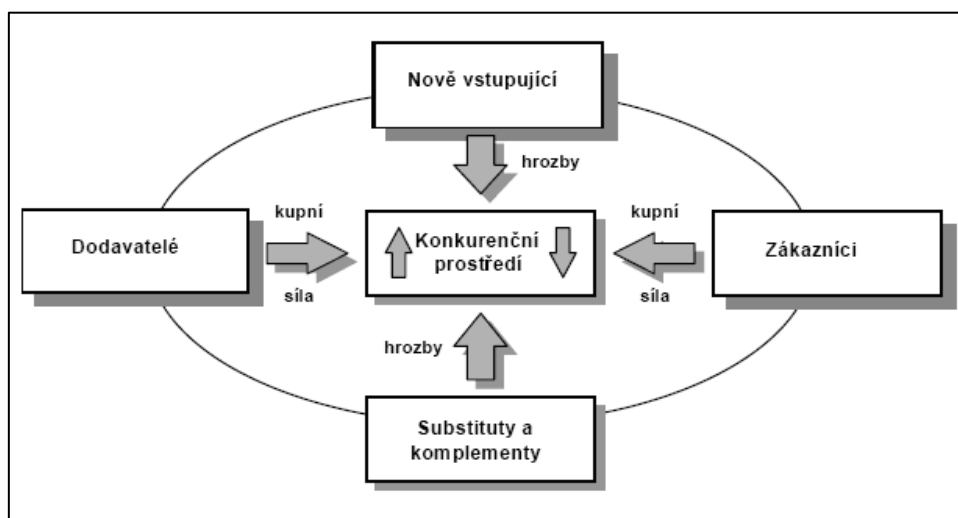 Nově vstupující
hrozby
kupní
kupní
Dodavatelé
Konkurenční
prostředí
Zákazníci
síla
síla
hrozby
Substituty a
komplementy